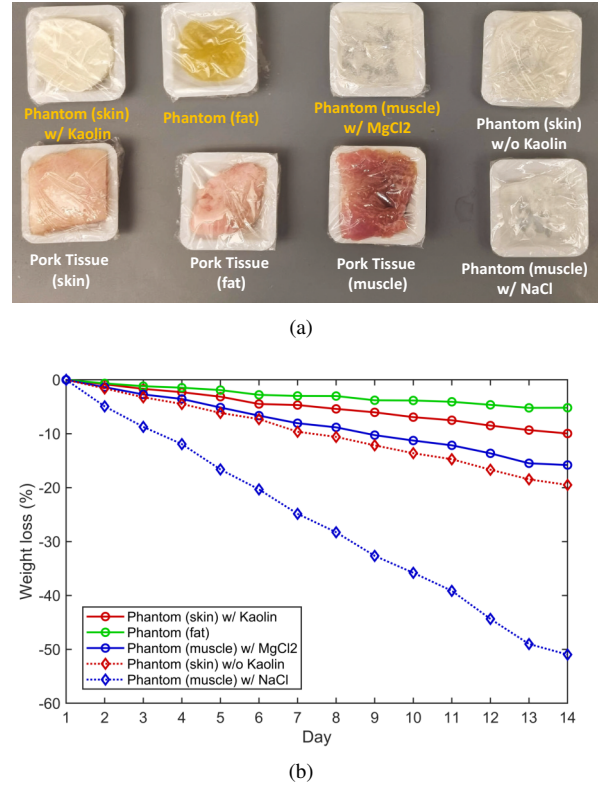 Phantom (skin)
w/ Kaolin
Phantom (fat)
Phantom (muscle)
w/ MgCl2
Phantom (skin)
w/o Kaolin
Pork Tissue
(skin)
Pork Tissue
(fat)
Pork Tissue
(muscle)
Phantom (muscle)
w/ NaCl
(a)
0
-10
-20
-30
-40
-50
-60
Weight loss (%)
Phantom (skin) w/ Kaolin
Phantom (fat)
Phantom (muscle) w/ MgCl2
Phantom (skin) w/o Kaolin
Phantom (muscle) w/ NaCl
1 2 3 4 5 6 7 8 9 10 11 12 13 14
Day
(b)